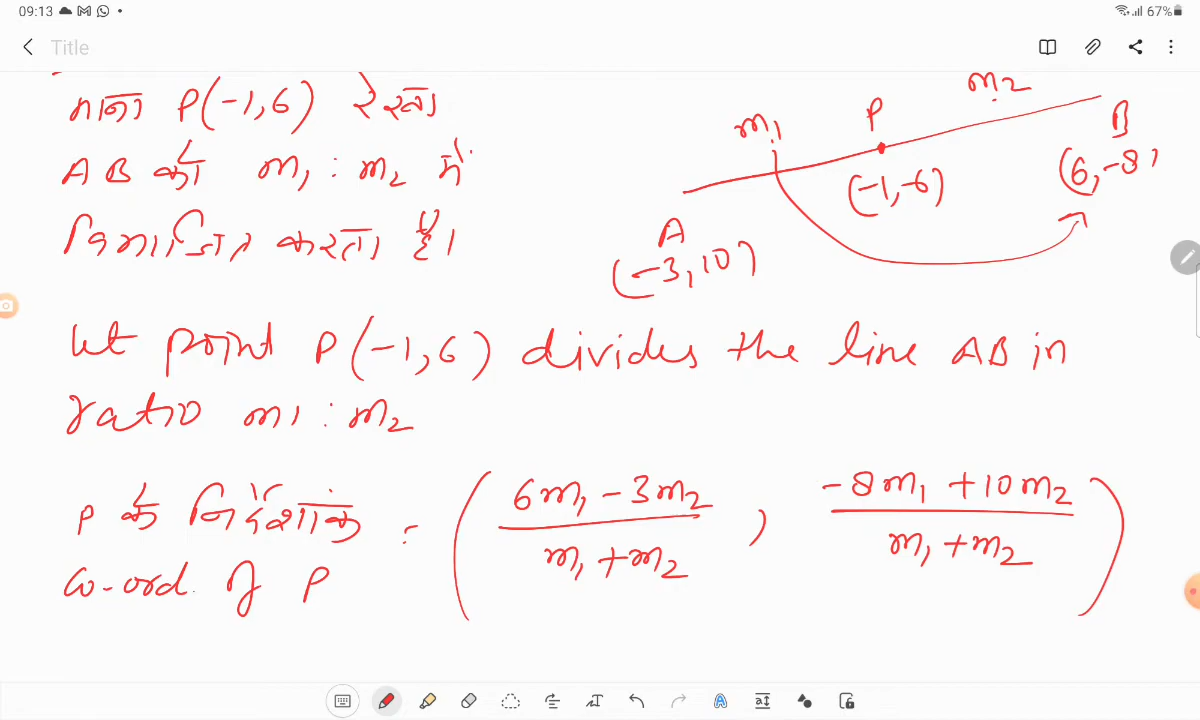 09:13 67%
Title
माना P(-1,6) रेखा
AB को m₁ : m₂ में
विभाजित करता है।
m₁ P m₂ B
(-1,-6) (6,-8)
A
(-3,10)
let point P(-1,6) divides the line AB in
ratio m₁ : m₂
P के निर्देशांक = ( (6m₁ - 3m₂)/(m₁ + m₂) , (-8m₁ + 10m₂)/(m₁ + m₂) )
co-ord. of P